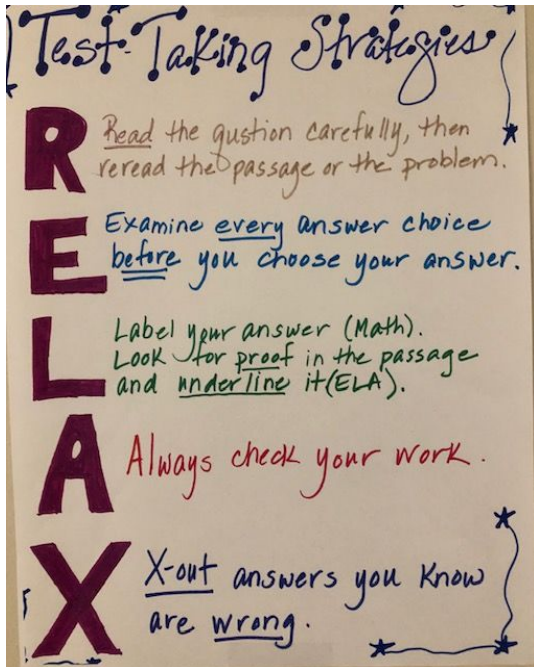 Test-Taking Strategies
R Read the qustion carefully, then
reread the passage or the problem.
E Examine every answer choice
before you choose your answer.
L Label your answer (Math).
Look for proof in the passage
and underline it (ELA).
A Always check your work.
X X-out answers you know
are wrong.